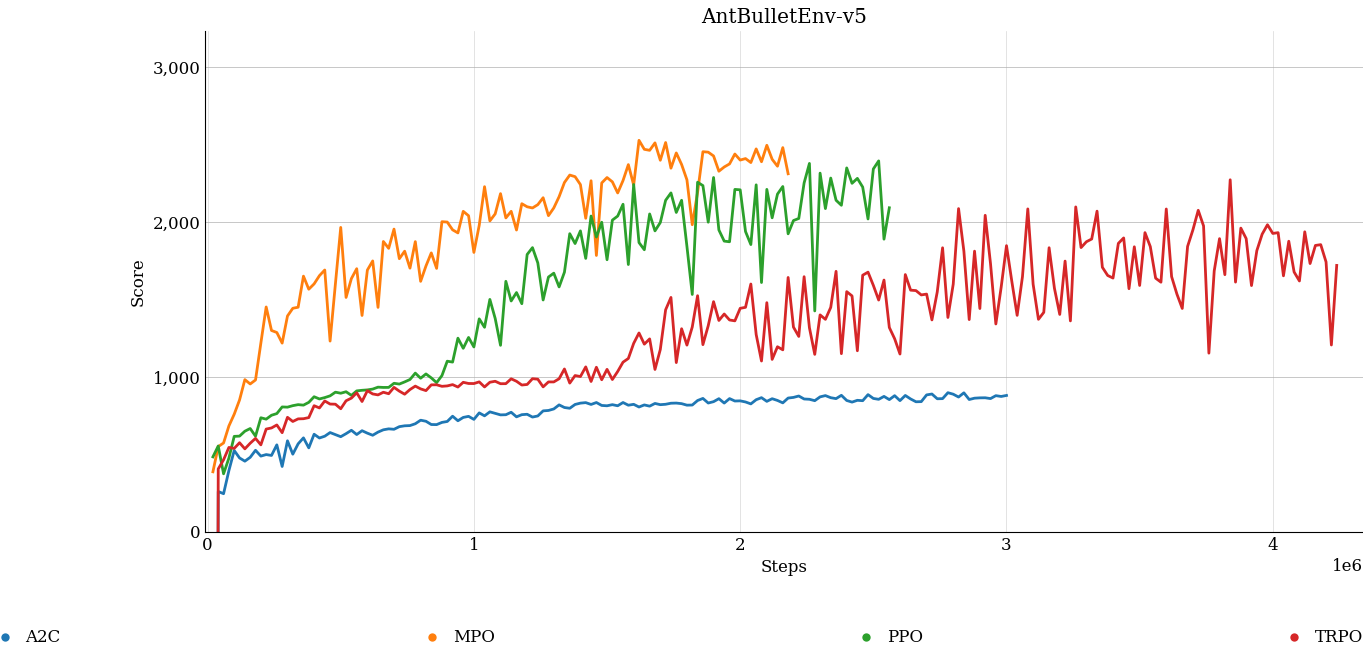 AntBulletEnv-v5
3,000
2,000
1,000
0
Score
0 1 2 3 4
Steps
1e6
A2C MPO PPO TRPO